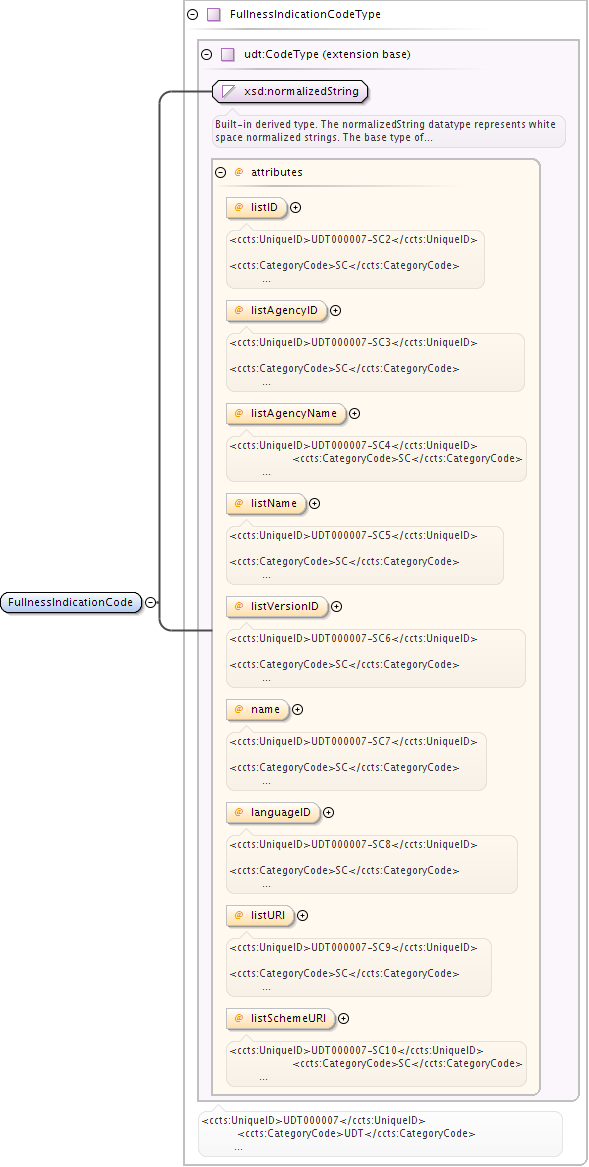 FullnessIndicationCodeType
udt:CodeType (extension base)
xsd:normalizedString
Built-in derived type. The normalizedString datatype represents white
space normalized strings. The base type of...
@ attributes
@ listID
<ccts:UniqueID>UDT000007-SC2</ccts:UniqueID>
<ccts:CategoryCode>SC</ccts:CategoryCode>
...
@ listAgencyID
<ccts:UniqueID>UDT000007-SC3</ccts:UniqueID>
<ccts:CategoryCode>SC</ccts:CategoryCode>
...
@ listAgencyName
<ccts:UniqueID>UDT000007-SC4</ccts:UniqueID>
<ccts:CategoryCode>SC</ccts:CategoryCode>
...
@ listName
<ccts:UniqueID>UDT000007-SC5</ccts:UniqueID>
<ccts:CategoryCode>SC</ccts:CategoryCode>
...
FullnessIndicationCode
@ listVersionID
<ccts:UniqueID>UDT000007-SC6</ccts:UniqueID>
<ccts:CategoryCode>SC</ccts:CategoryCode>
...
@ name
<ccts:UniqueID>UDT000007-SC7</ccts:UniqueID>
<ccts:CategoryCode>SC</ccts:CategoryCode>
...
@ languageID
<ccts:UniqueID>UDT000007-SC8</ccts:UniqueID>
<ccts:CategoryCode>SC</ccts:CategoryCode>
...
@ listURI
<ccts:UniqueID>UDT000007-SC9</ccts:UniqueID>
<ccts:CategoryCode>SC</ccts:CategoryCode>
...
@ listSchemeURI
<ccts:UniqueID>UDT000007-SC10</ccts:UniqueID>
<ccts:CategoryCode>SC</ccts:CategoryCode>
...
<ccts:UniqueID>UDT000007</ccts:UniqueID>
<ccts:CategoryCode>UDT</ccts:CategoryCode>
...